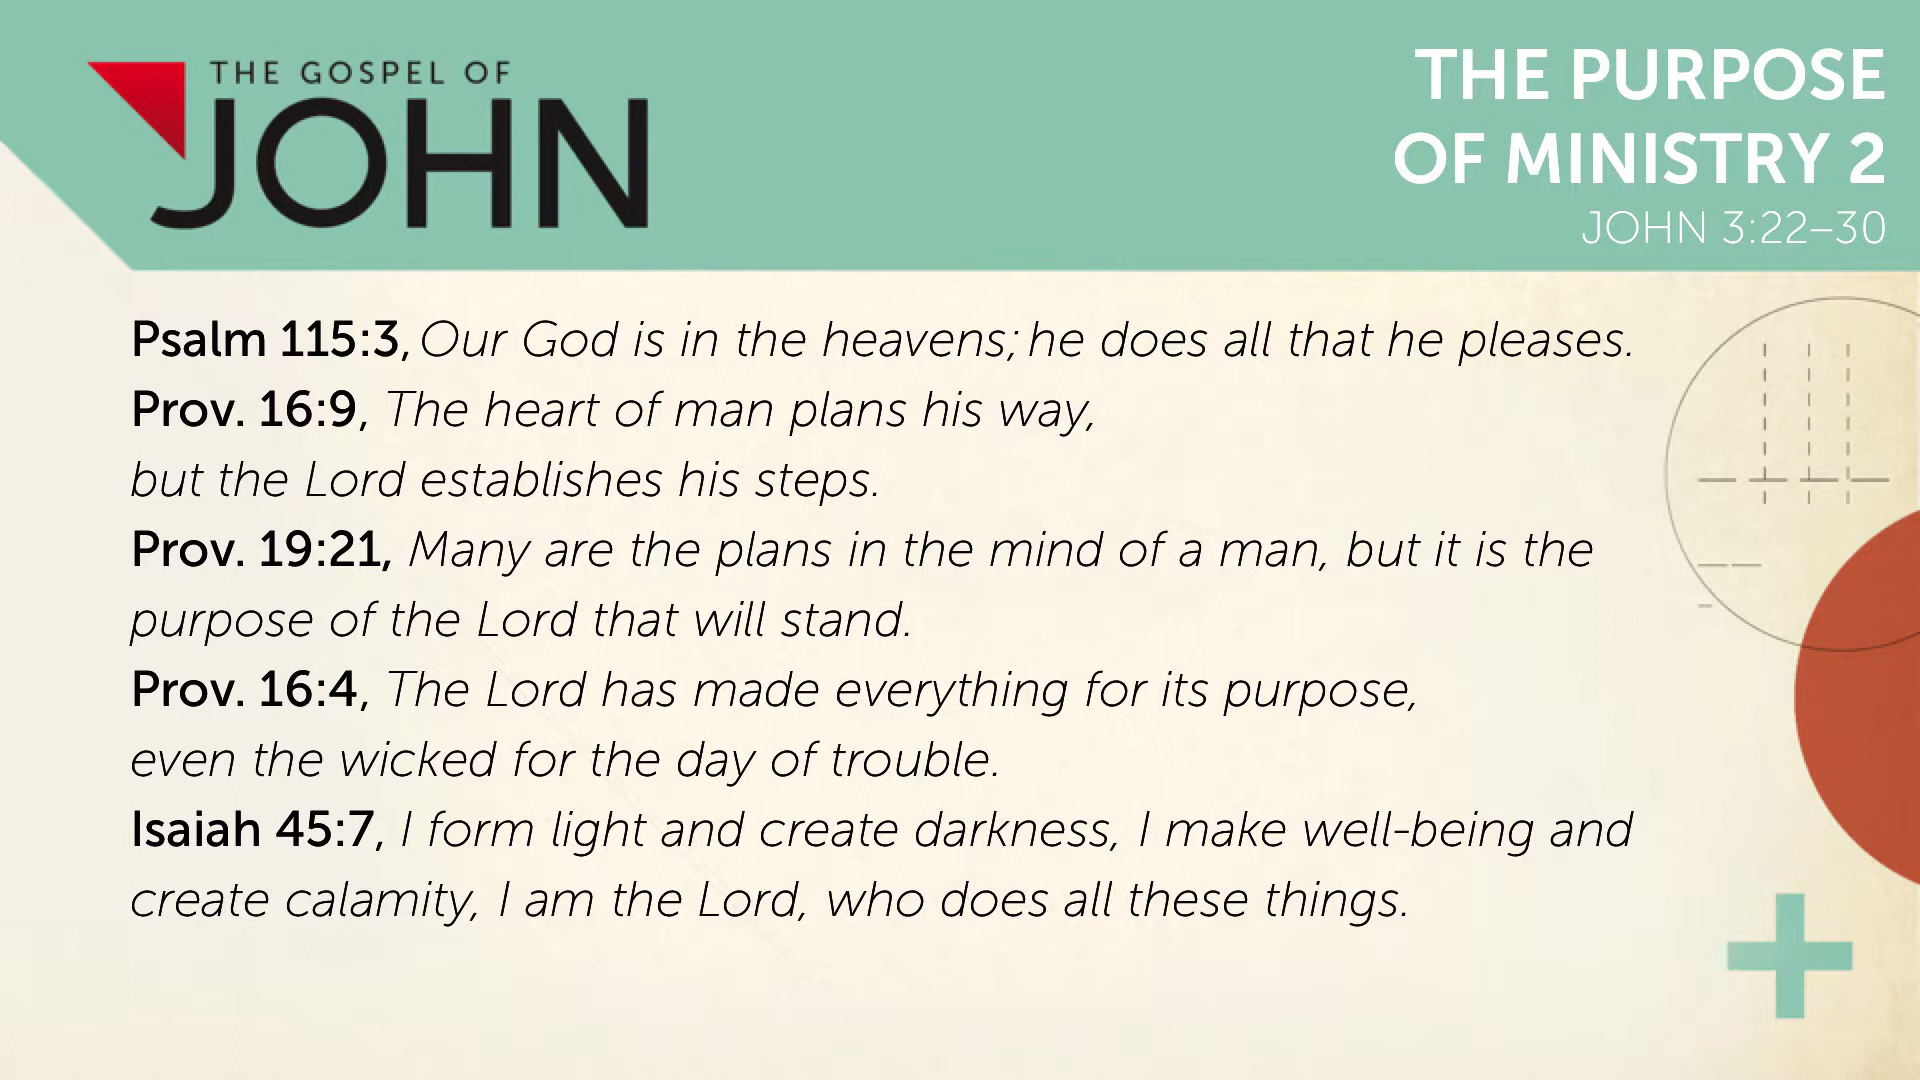 THE GOSPEL OF
JOHN
THE PURPOSE
OF MINISTRY 2
JOHN 3:22–30
Psalm 115:3, Our God is in the heavens; he does all that he pleases.
Prov. 16:9, The heart of man plans his way,
but the Lord establishes his steps.
Prov. 19:21, Many are the plans in the mind of a man, but it is the
purpose of the Lord that will stand.
Prov. 16:4, The Lord has made everything for its purpose,
even the wicked for the day of trouble.
Isaiah 45:7, I form light and create darkness, I make well-being and
create calamity, I am the Lord, who does all these things.